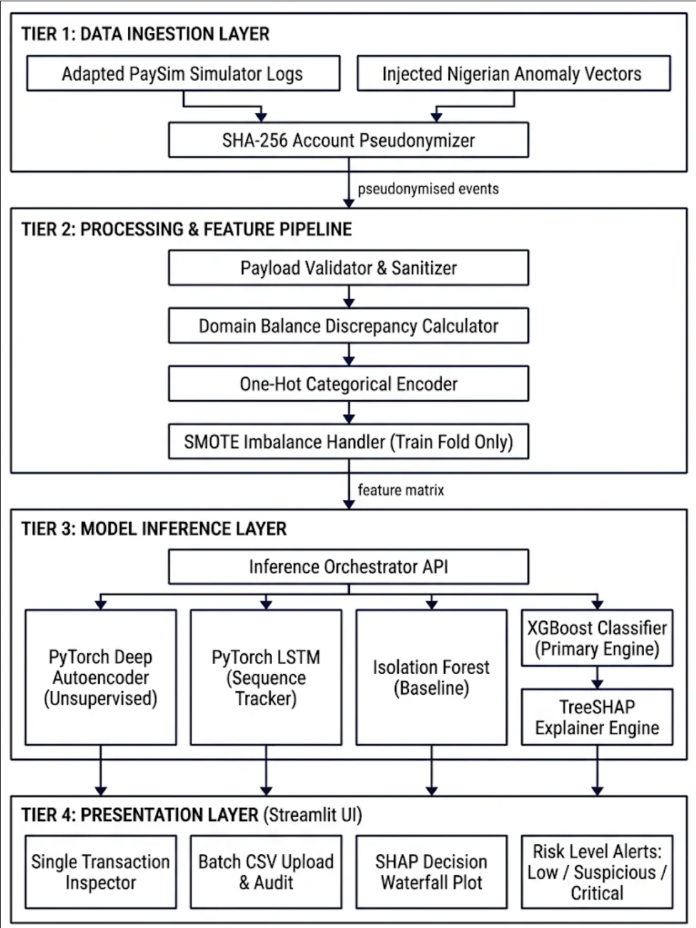 TIER 1: DATA INGESTION LAYER
Adapted PaySim Simulator Logs
Injected Nigerian Anomaly Vectors
SHA-256 Account Pseudonymizer
pseudonymised events
TIER 2: PROCESSING & FEATURE PIPELINE
Payload Validator & Sanitizer
Domain Balance Discrepancy Calculator
One-Hot Categorical Encoder
SMOTE Imbalance Handler (Train Fold Only)
feature matrix
TIER 3: MODEL INFERENCE LAYER
Inference Orchestrator API
PyTorch Deep
Autoencoder
(Unsupervised)
PyTorch LSTM
(Sequence
Tracker)
Isolation Forest
(Baseline)
XGBoost Classifier
(Primary Engine)
TreeSHAP
Explainer Engine
TIER 4: PRESENTATION LAYER (Streamlit UI)
Single Transaction
Inspector
Batch CSV Upload
& Audit
SHAP Decision
Waterfall Plot
Risk Level Alerts:
Low / Suspicious /
Critical